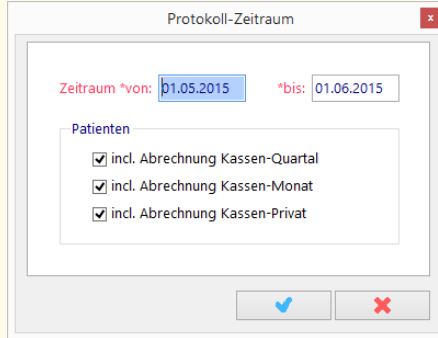 Protokoll-Zeitraum
x
Zeitraum *von: 01.05.2015 *bis: 01.06.2015
Patienten
incl. Abrechnung Kassen-Quartal
incl. Abrechnung Kassen-Monat
incl. Abrechnung Kassen-Privat